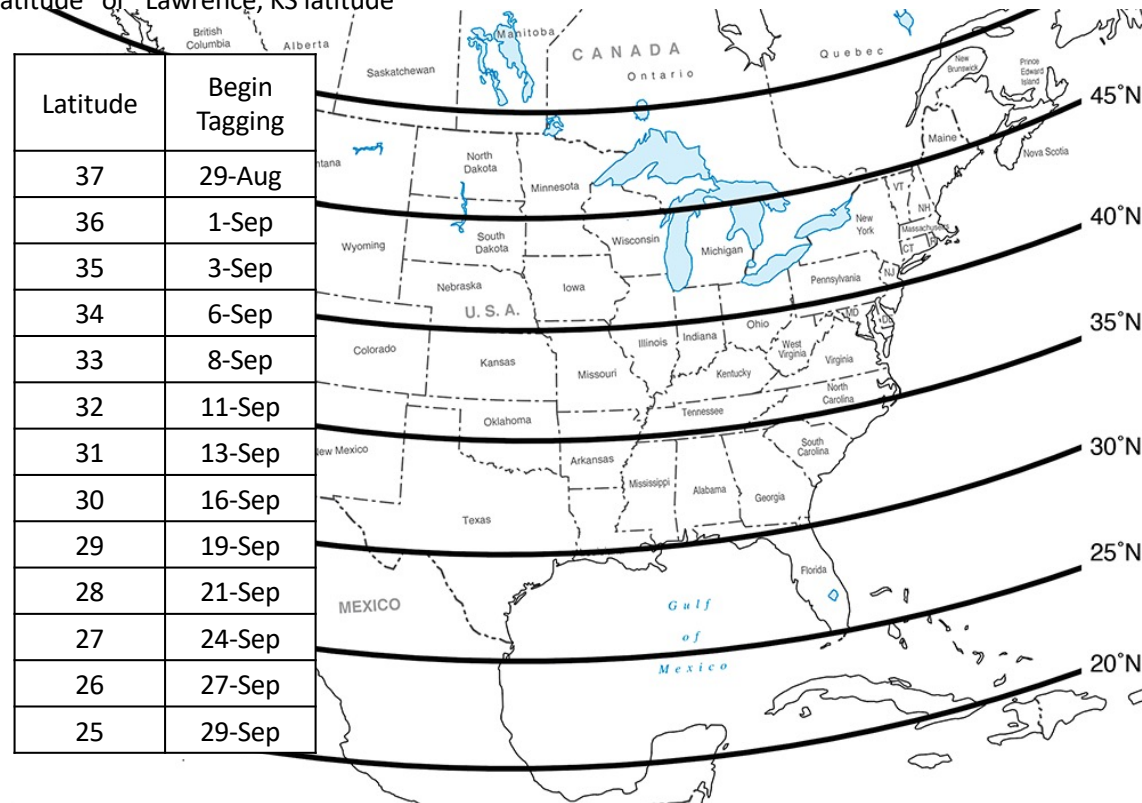 latitude of Lawrence, KS latitude
Latitude Begin Tagging
37 29-Aug
36 1-Sep
35 3-Sep
34 6-Sep
33 8-Sep
32 11-Sep
31 13-Sep
30 16-Sep
29 19-Sep
28 21-Sep
27 24-Sep
26 27-Sep
25 29-Sep
British
Columbia
Alberta
Saskatchewan
Manitoba
CANADA
Ontario
Quebec
New
Brunswick
Prince
Edward
Island
45°N
Maine
Nova Scotia
ntana
North
Dakota
Minnesota
VT
NH
40°N
Wyoming
South
Dakota
Wisconsin
Michigan
New
York
Massachusetts
CT
Nebraska
Iowa
Pennsylvania
NJ
U.S.A.
MD
35°N
Colorado
Kansas
Missouri
Illinois
Indiana
Ohio
West
Virginia
Virginia
Kentucky
North
Carolina
Oklahoma
Tennessee
New Mexico
Arkansas
South
Carolina
30°N
Mississippi
Alabama
Georgia
Texas
25°N
Florida
MEXICO
Gulf
of
Mexico
20°N